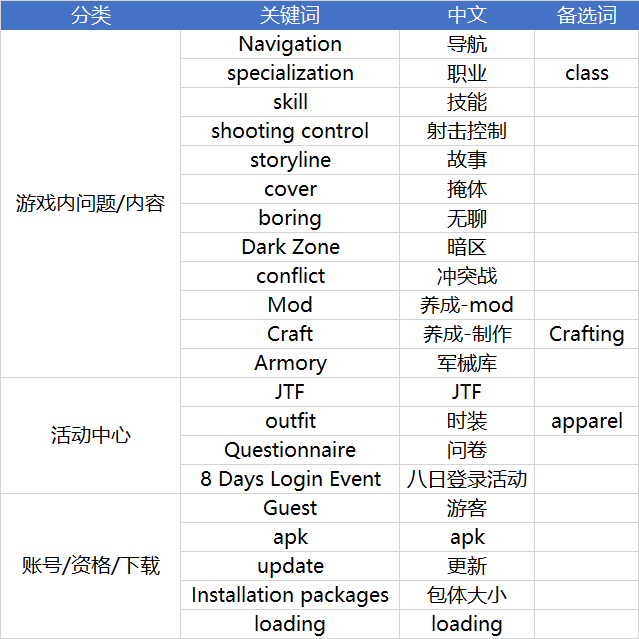 分类 关键词 中文 备选词
Navigation 导航
specialization 职业 class
skill 技能
shooting control 射击控制
storyline 故事
游戏内问题/内容 cover 掩体
boring 无聊
Dark Zone 暗区
conflict 冲突战
Mod 养成-mod
Craft 养成-制作 Crafting
Armory 军械库
JTF JTF
活动中心 outfit 时装 apparel
Questionnaire 问卷
8 Days Login Event 八日登录活动
Guest 游客
apk apk
账号/资格/下载 update 更新
Installation packages 包体大小
loading loading